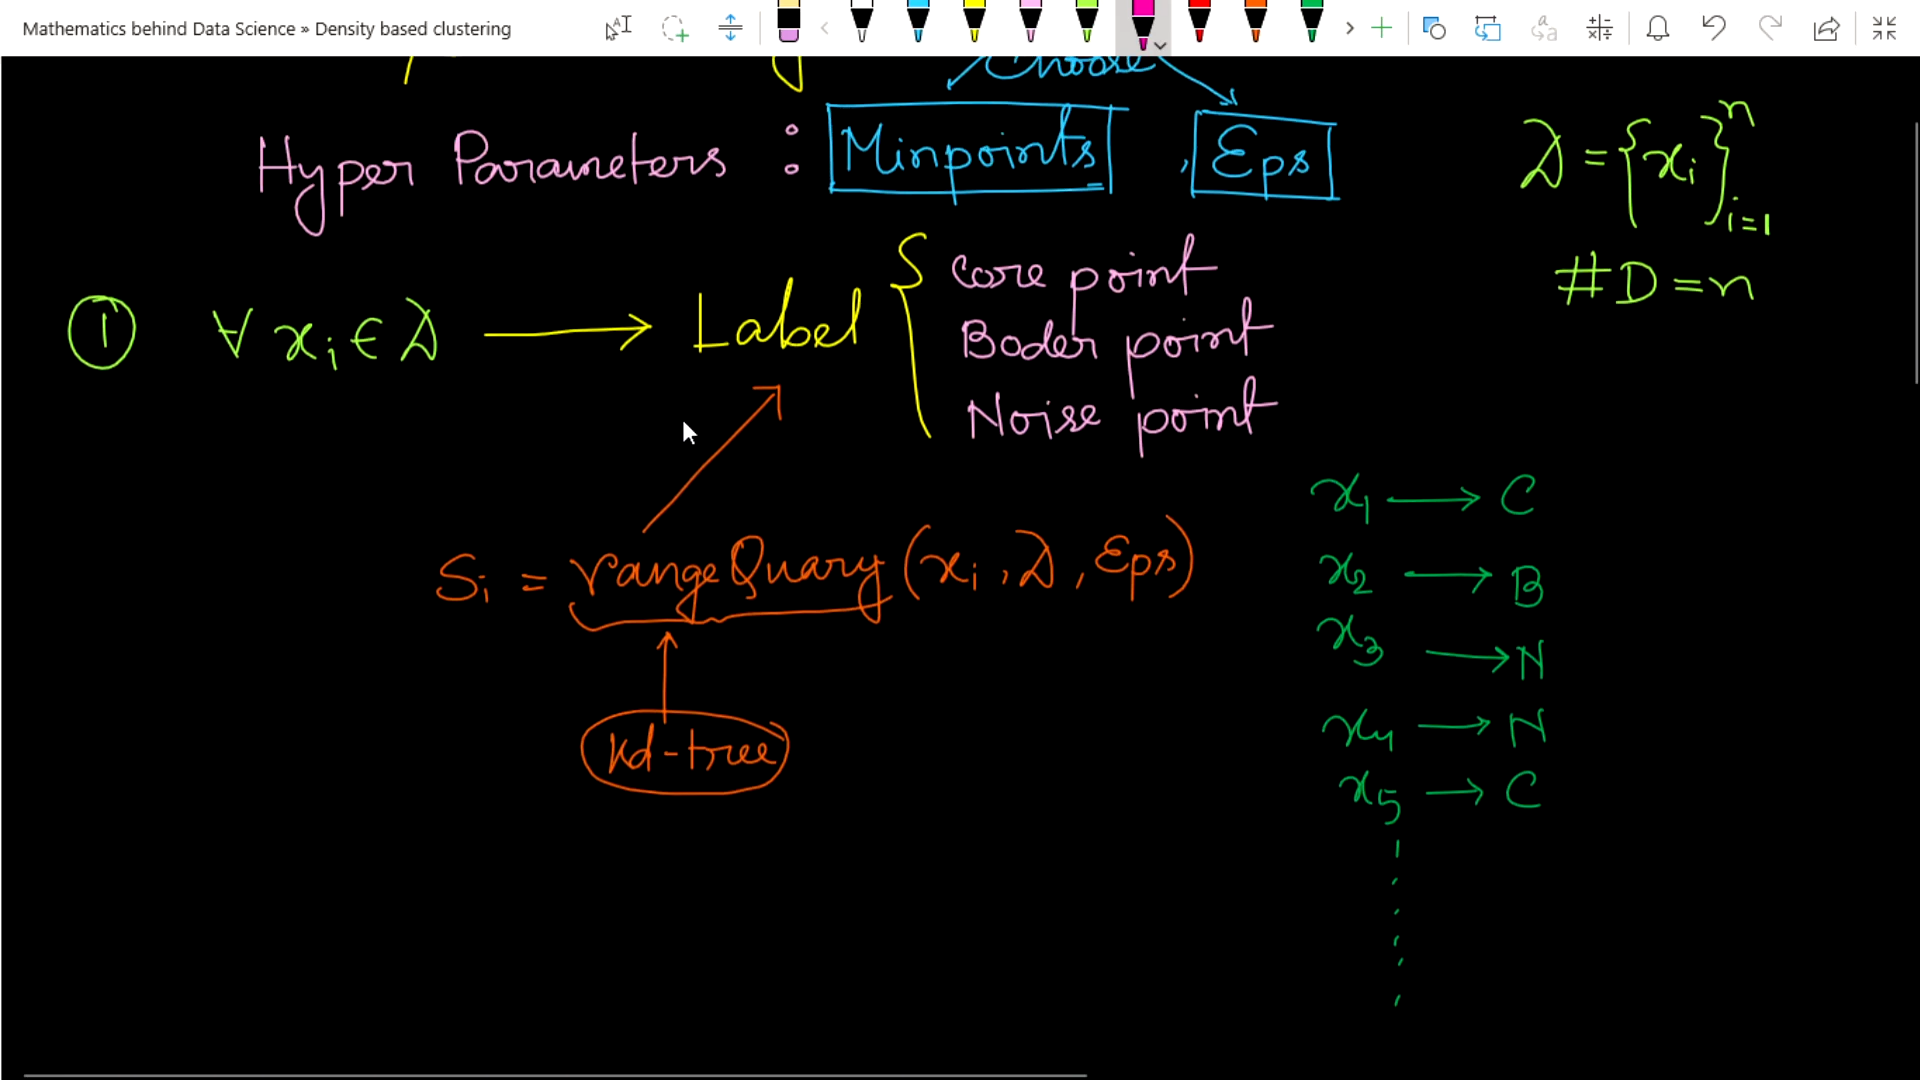 Mathematics behind Data Science » Density based clustering
Choose
Hyper Parameters : Minpoints , Eps
D = {xi}ⁿ i=1
#D = n
① ∀ xi ∈ D → Label { Core point
Boder point
Noise point
Si = rangeQuary (xi, D, Eps)
Kd-tree
x1 → C
x2 → B
x3 → N
x4 → N
x5 → C